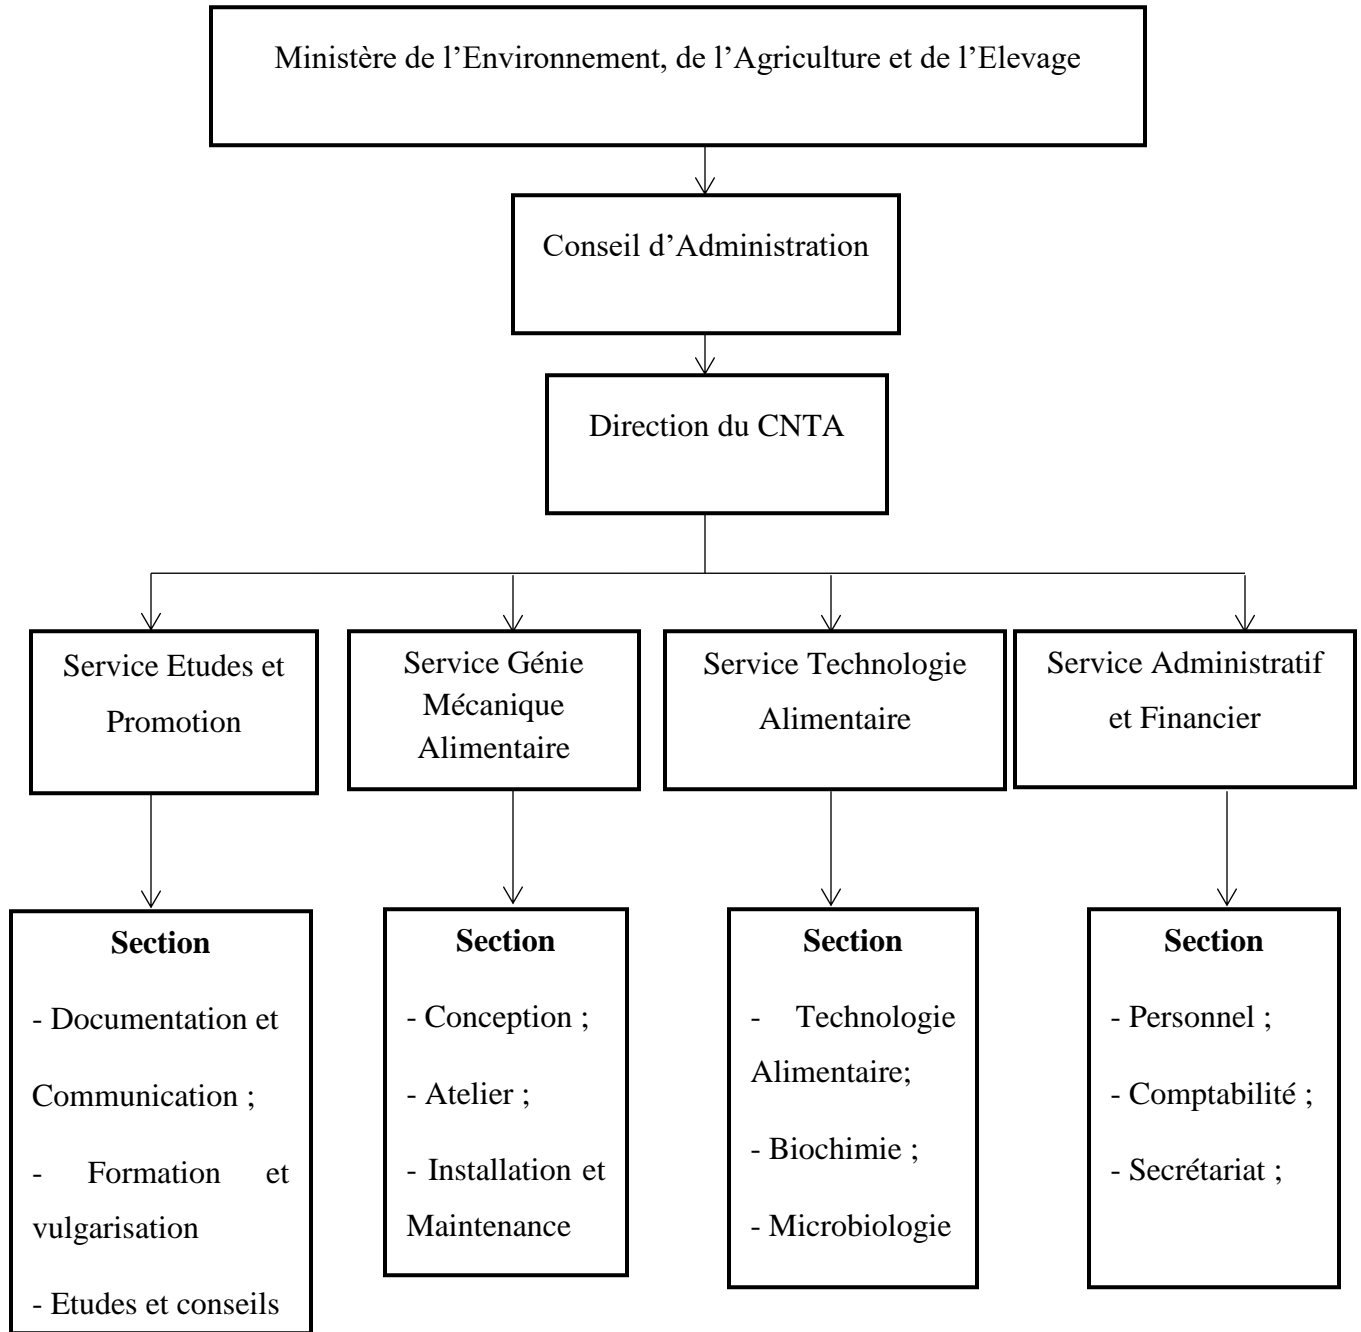 Ministère de l’Environnement, de l’Agriculture et de l’Elevage
Conseil d’Administration
Direction du CNTA
Service Etudes et
Promotion
Service Génie
Mécanique
Alimentaire
Service Technologie
Alimentaire
Service Administratif
et Financier
Section
- Documentation et
Communication ;
- Formation et
vulgarisation
- Etudes et conseils
Section
- Conception ;
- Atelier ;
- Installation et
Maintenance
Section
- Technologie
Alimentaire;
- Biochimie ;
- Microbiologie
Section
- Personnel ;
- Comptabilité ;
- Secrétariat ;